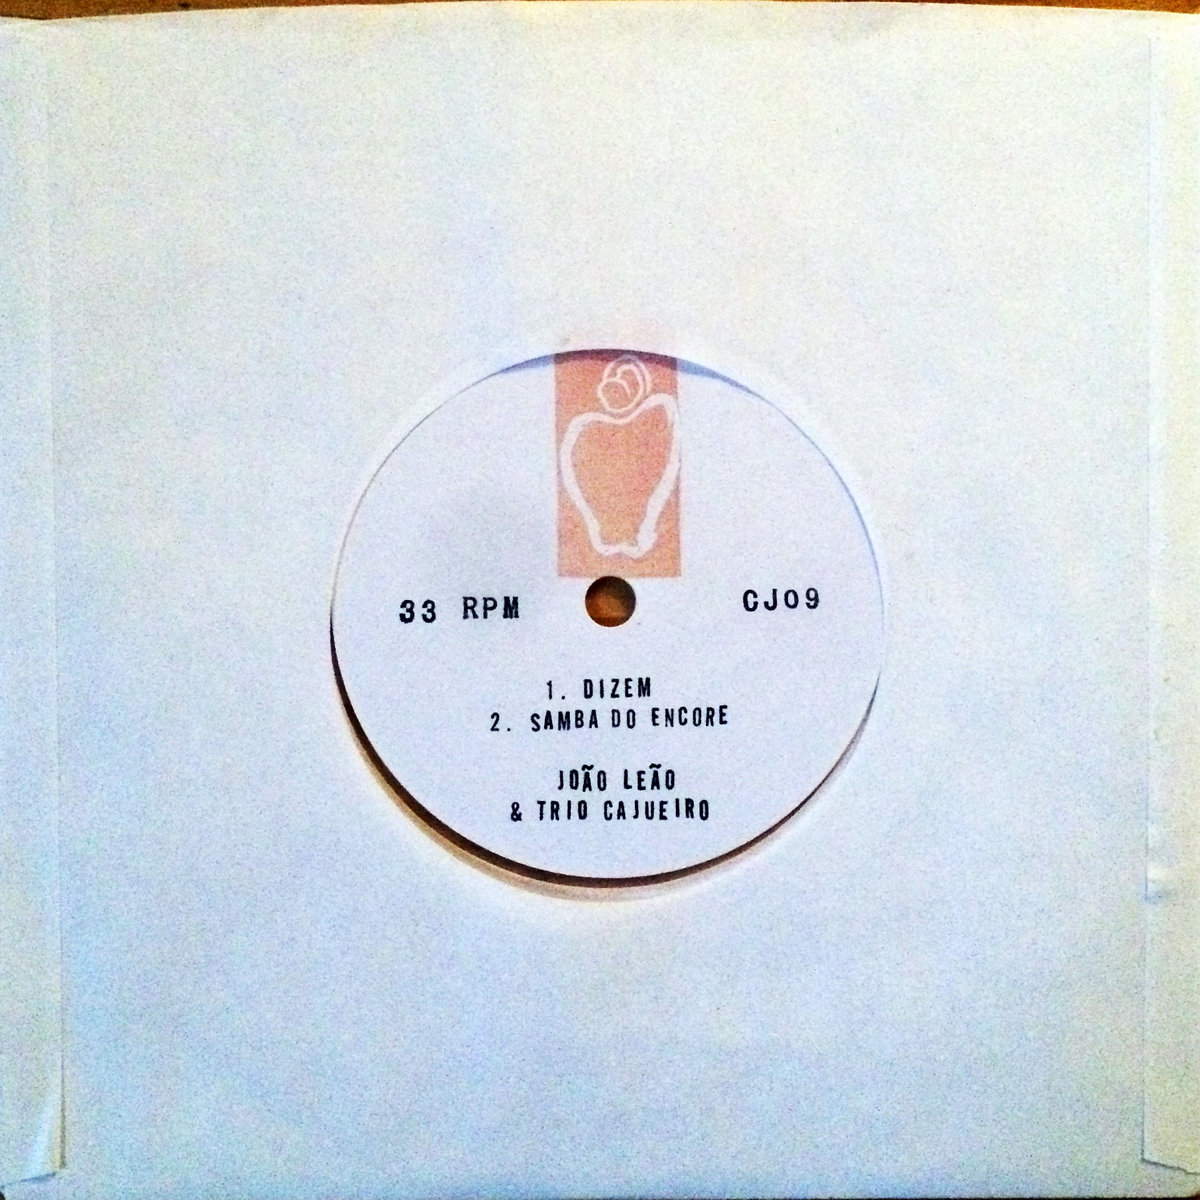 33 RPM
CJ09
1. DIZEM
2. SAMBA DO ENCORE
JOÃO LEÃO
& TRIO CAJUEIRO